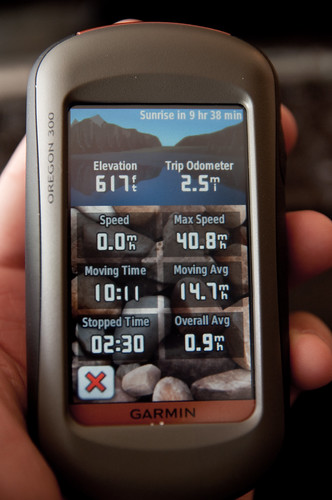 Sunrise in 9 hr 38 min
Elevation Trip Odometer
617ft 2.5mi
Speed Max Speed
0.0mh 40.8mh
Moving Time Moving Avg
10:11 14.7mh
Stopped Time Overall Avg
02:30 0.9mh
GARMIN
OREGON 300